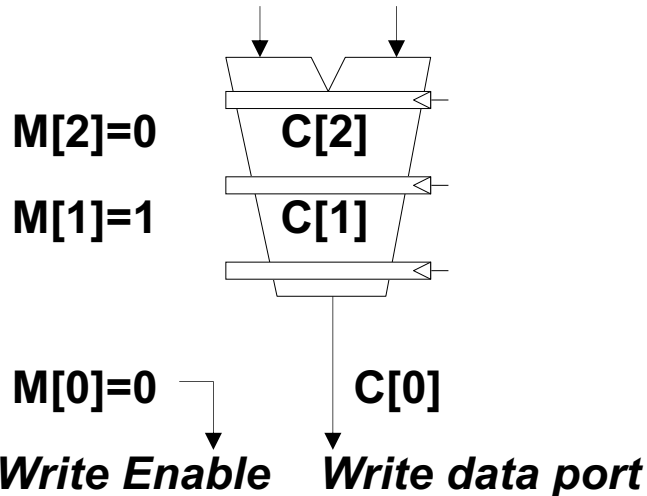 M[2]=0 C[2]
M[1]=1 C[1]
M[0]=0 C[0]
Write Enable Write data port